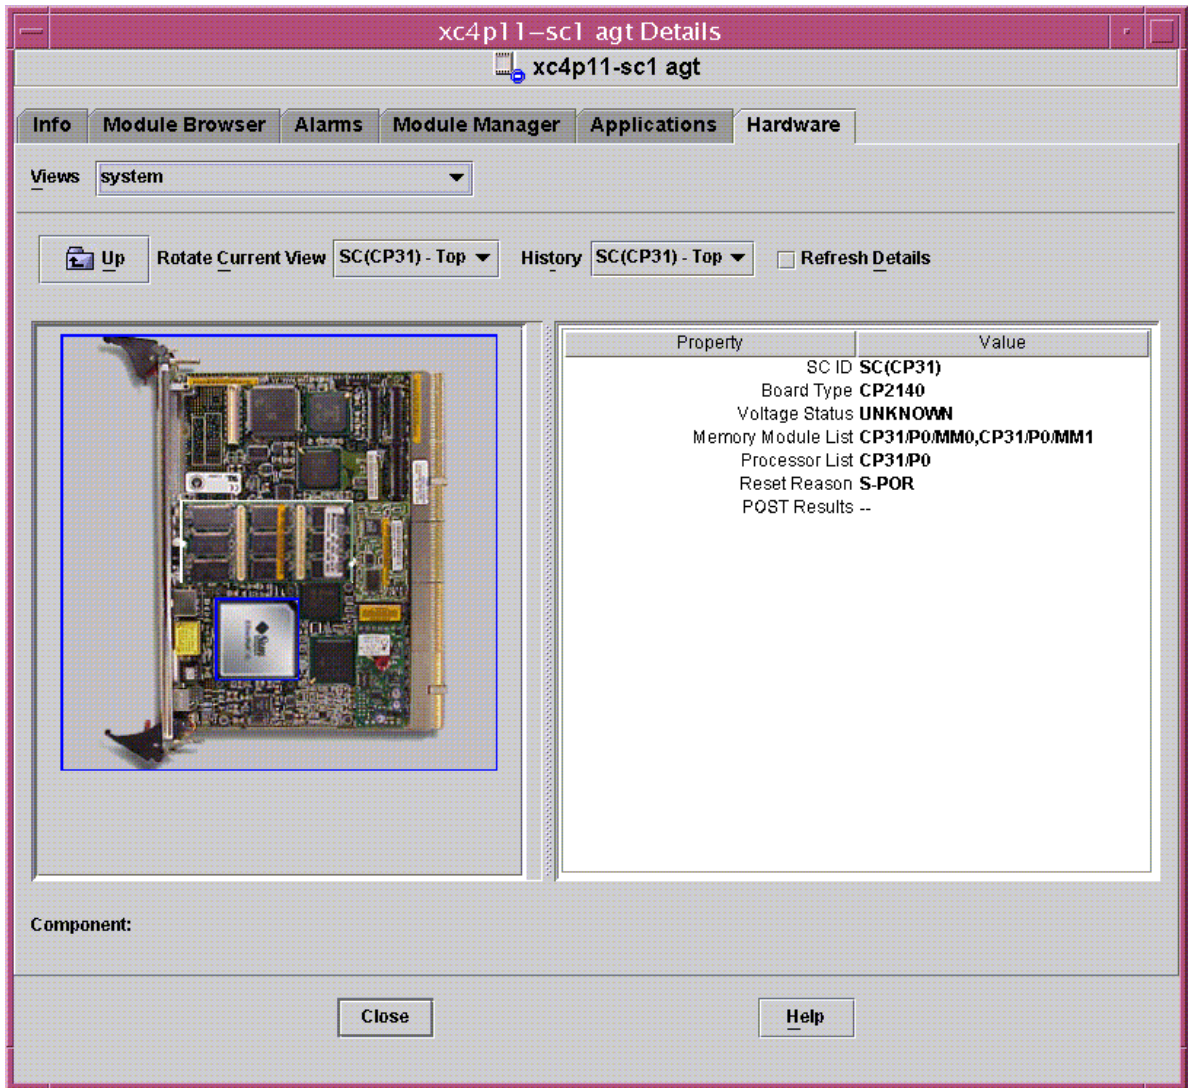 xc4p11-sc1 agt Details
xc4p11-sc1 agt
Info Module Browser Alarms Module Manager Applications Hardware
Views system
Up Rotate Current View SC(CP31) - Top History SC(CP31) - Top Refresh Details
Property Value
SC ID SC(CP31)
Board Type CP2140
Voltage Status UNKNOWN
Memory Module List CP31/P0/MM0,CP31/P0/MM1
Processor List CP31/P0
Reset Reason S-POR
POST Results --
Sun
Component:
Close Help